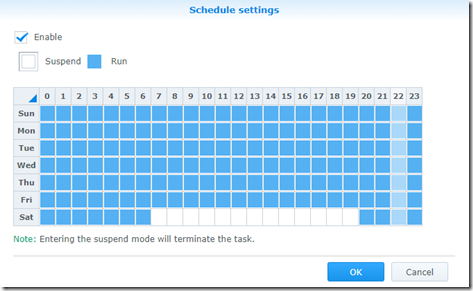 Schedule settings
Enable
Suspend Run
0 1 2 3 4 5 6 7 8 9 10 11 12 13 14 15 16 17 18 19 20 21 22 23
Sun
Mon
Tue
Wed
Thu
Fri
Sat
Note: Entering the suspend mode will terminate the task.
OK Cancel